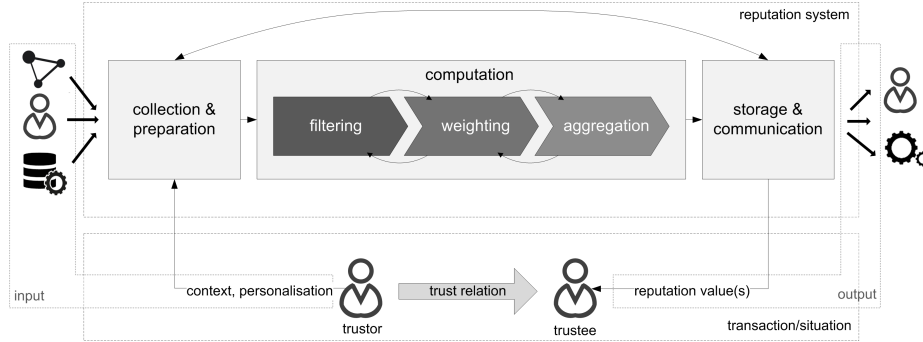 reputation system
computation
collection &
preparation
filtering
weighting
aggregation
storage &
communication
input
context, personalisation
trust relation
reputation value(s)
output
trustor
trustee
transaction/situation